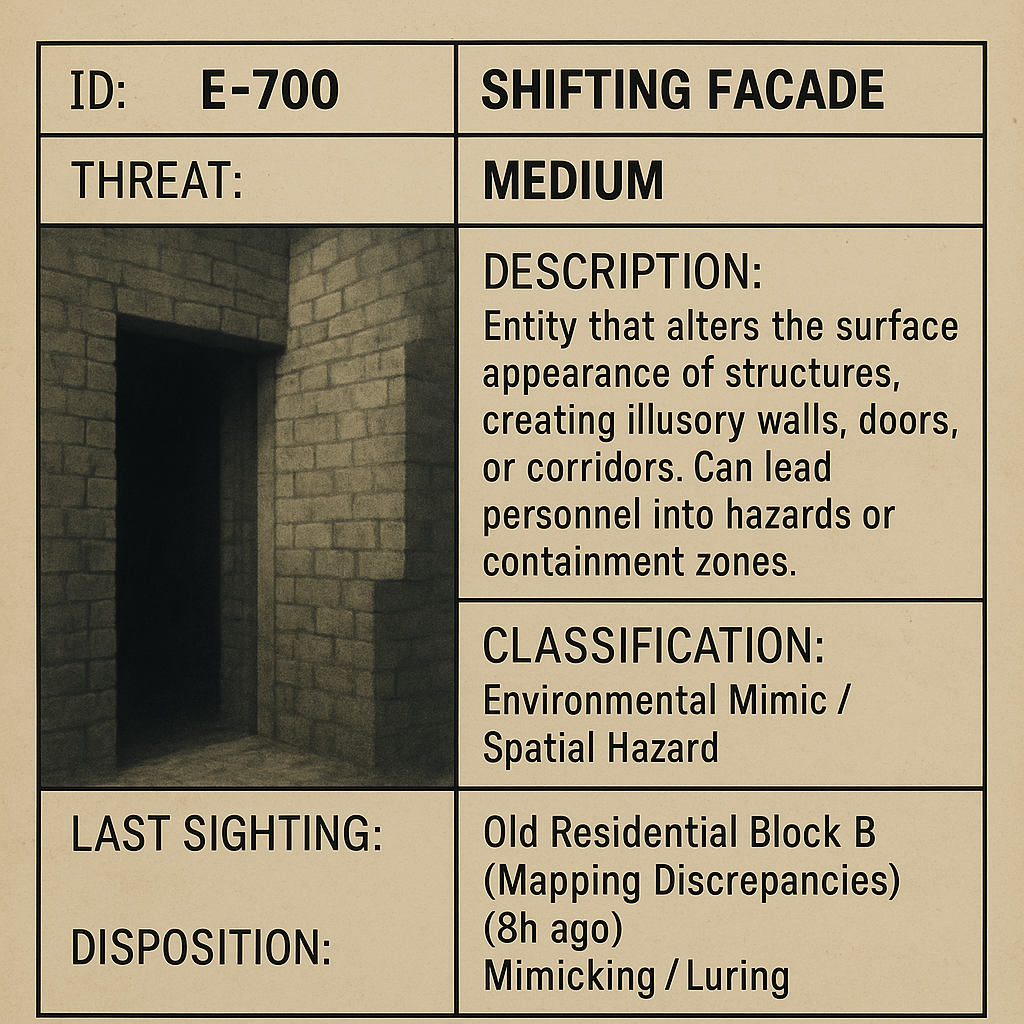 ID: E-700
SHIFTING FACADE
THREAT:
MEDIUM
DESCRIPTION:
Entity that alters the surface
appearance of structures,
creating illusory walls, doors,
or corridors. Can lead
personnel into hazards or
containment zones.
CLASSIFICATION:
Environmental Mimic /
Spatial Hazard
LAST SIGHTING:
Old Residential Block B
(Mapping Discrepancies)
(8h ago)
DISPOSITION:
Mimicking / Luring